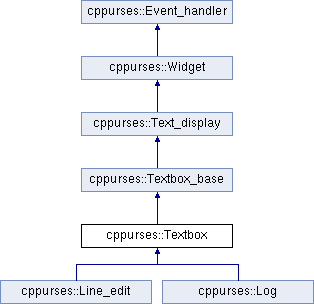 cppurses::Event_handler
cppurses::Widget
cppurses::Text_display
cppurses::Textbox_base
cppurses::Textbox
cppurses::Line_edit
cppurses::Log